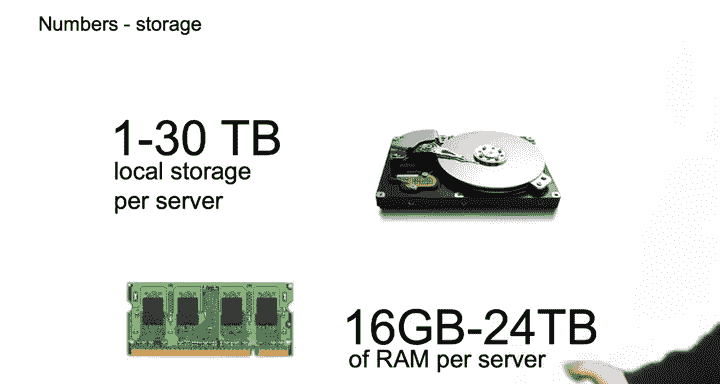 Numbers - storage
1-30 TB
local storage
per server
16GB-24TB
of RAM per server